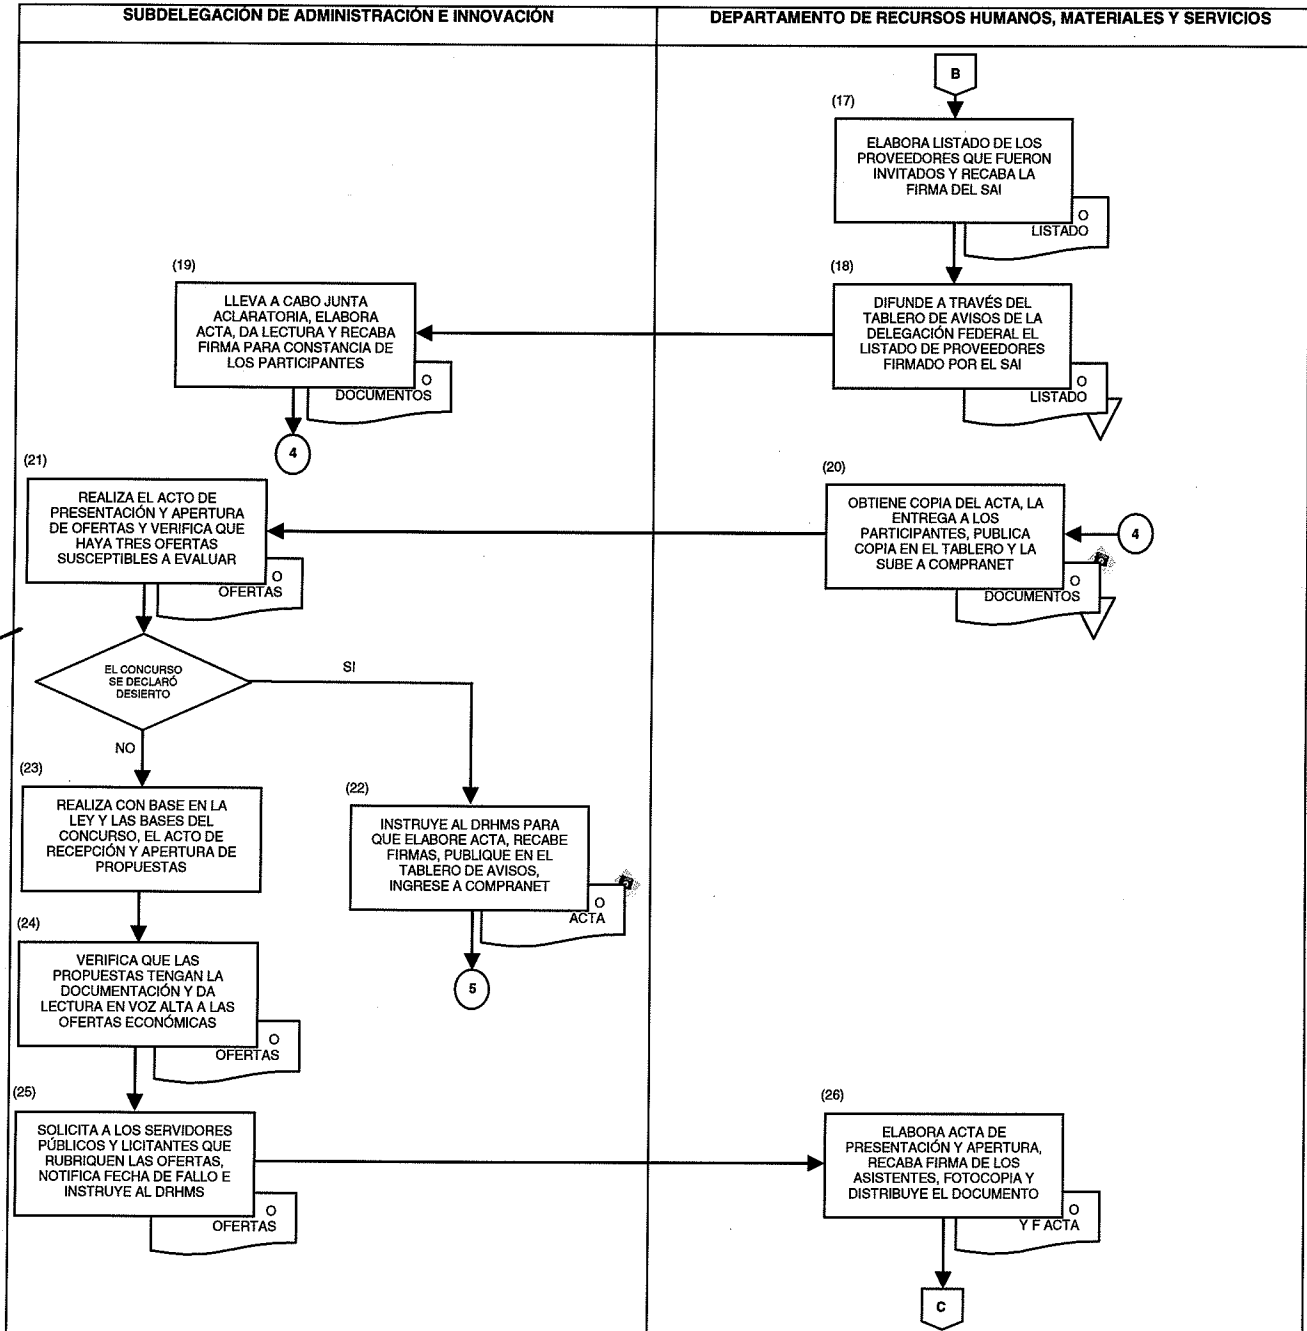 SUBDELEGACIÓN DE ADMINISTRACIÓN E INNOVACIÓN
DEPARTAMENTO DE RECURSOS HUMANOS, MATERIALES Y SERVICIOS
B
(17)
ELABORA LISTADO DE LOS
PROVEEDORES QUE FUERON
INVITADOS Y RECABA LA
FIRMA DEL SAI
O
LISTADO
(18)
DIFUNDE A TRAVÉS DEL
TABLERO DE AVISOS DE LA
DELEGACIÓN FEDERAL EL
LISTADO DE PROVEEDORES
FIRMADO POR EL SAI
O
LISTADO
(19)
LLEVA A CABO JUNTA
ACLARATORIA, ELABORA
ACTA, DA LECTURA Y RECABA
FIRMA PARA CONSTANCIA DE
LOS PARTICIPANTES
O
DOCUMENTOS
4
(20)
OBTIENE COPIA DEL ACTA, LA
ENTREGA A LOS
PARTICIPANTES, PUBLICA
COPIA EN EL TABLERO Y LA
SUBE A COMPRANET
4
O
DOCUMENTOS
(21)
REALIZA EL ACTO DE
PRESENTACIÓN Y APERTURA
DE OFERTAS Y VERIFICA QUE
HAYA TRES OFERTAS
SUSCEPTIBLES A EVALUAR
O
OFERTAS
EL CONCURSO
SE DECLARÓ
DESIERTO
SI
NO
(22)
INSTRUYE AL DRHMS PARA
QUE ELABORE ACTA, RECABE
FIRMAS, PUBLIQUE EN EL
TABLERO DE AVISOS,
INGRESE A COMPRANET
O
ACTA
5
(23)
REALIZA CON BASE EN LA
LEY Y LAS BASES DEL
CONCURSO, EL ACTO DE
RECEPCIÓN Y APERTURA DE
PROPUESTAS
(24)
VERIFICA QUE LAS
PROPUESTAS TENGAN LA
DOCUMENTACIÓN Y DA
LECTURA EN VOZ ALTA A LAS
OFERTAS ECONÓMICAS
O
OFERTAS
(25)
SOLICITA A LOS SERVIDORES
PÚBLICOS Y LICITANTES QUE
RUBRIQUEN LAS OFERTAS,
NOTIFICA FECHA DE FALLO E
INSTRUYE AL DRHMS
O
OFERTAS
(26)
ELABORA ACTA DE
PRESENTACIÓN Y APERTURA,
RECABA FIRMA DE LOS
ASISTENTES, FOTOCOPIA Y
DISTRIBUYE EL DOCUMENTO
O
Y F ACTA
C